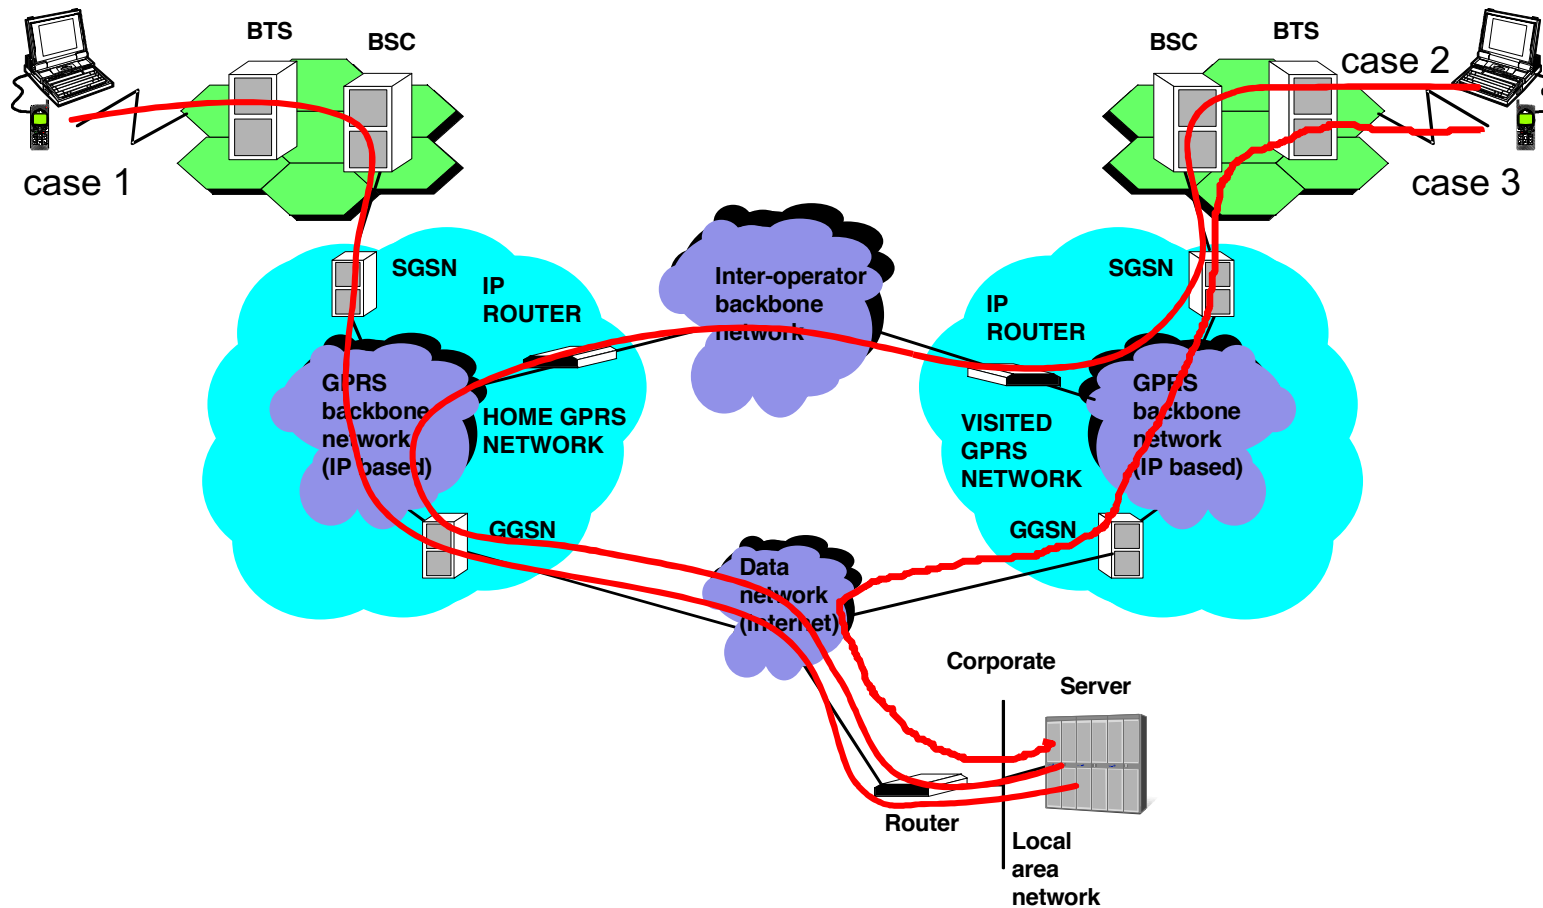 BTS
BSC
BSC
BTS
case 2
case 1
case 3
SGSN
IP
ROUTER
Inter-operator
backbone
network
SGSN
IP
ROUTER
GPRS
backbone
network
(IP based)
HOME GPRS
NETWORK
VISITED
GPRS
NETWORK
GPRS
backbone
network
(IP based)
GGSN
GGSN
Data
network
(Internet)
Corporate
Server
Router
Local
area
network